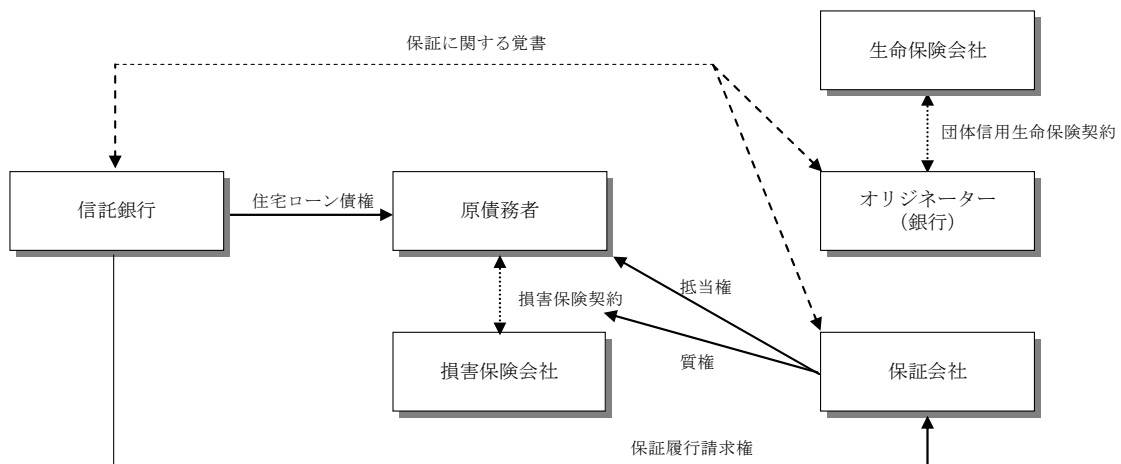 保証に関する覚書
生命保険会社
団体信用生命保険契約
信託銀行
住宅ローン債権
原債務者
オリジネーター
（銀行）
抵当権
損害保険契約
質権
損害保険会社
保証会社
保証履行請求権